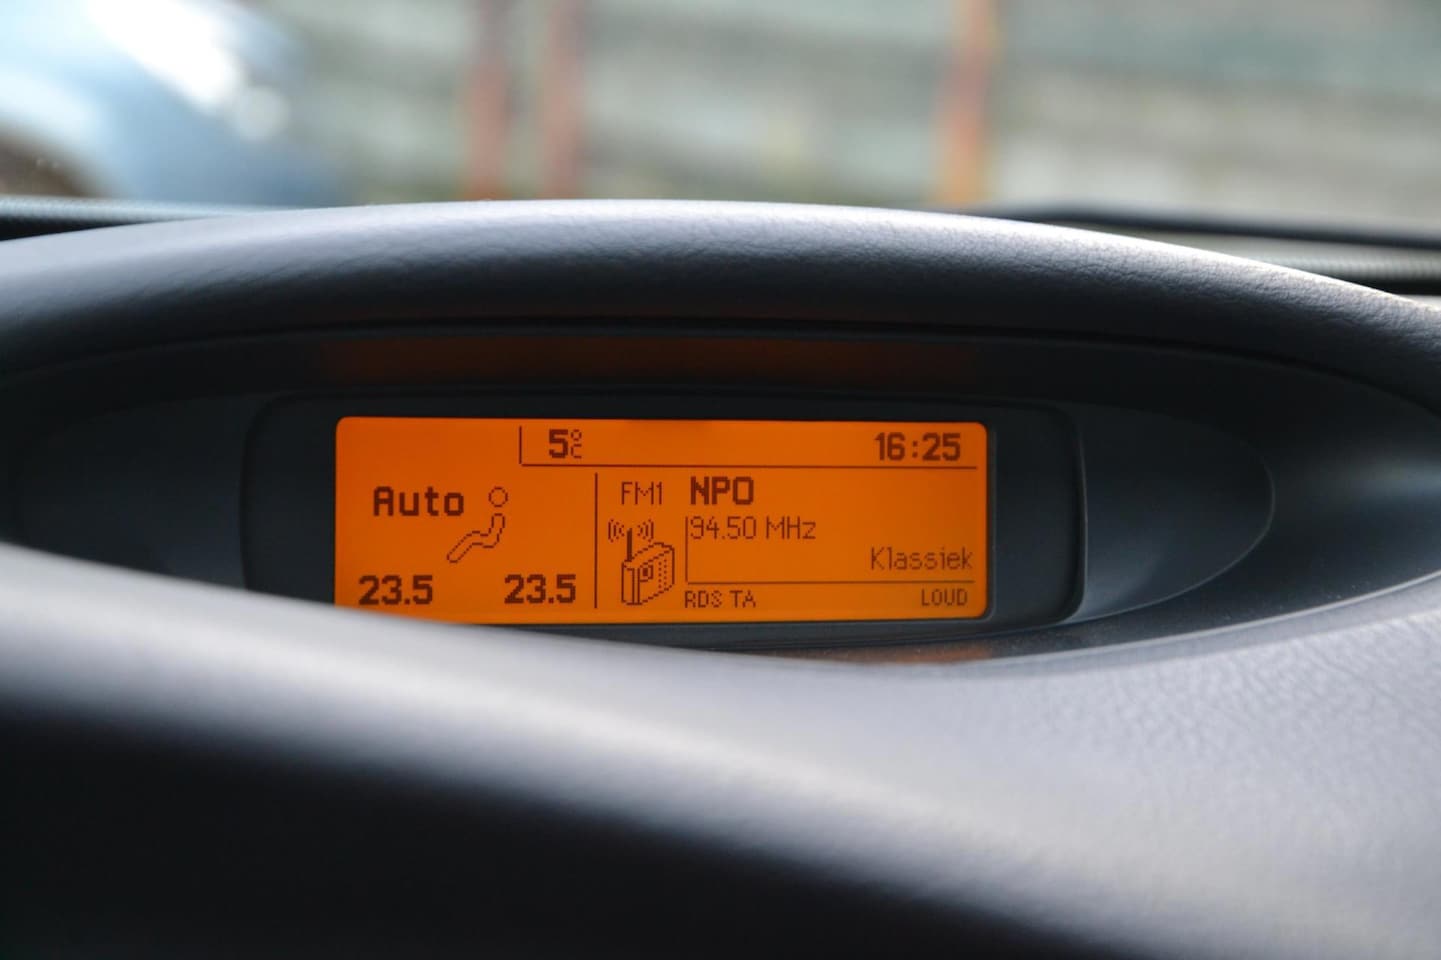 5°C 16:25
Auto
23.5 23.5
FM1 NPO
94.50 MHz
Klassiek
RDS TA LOUD